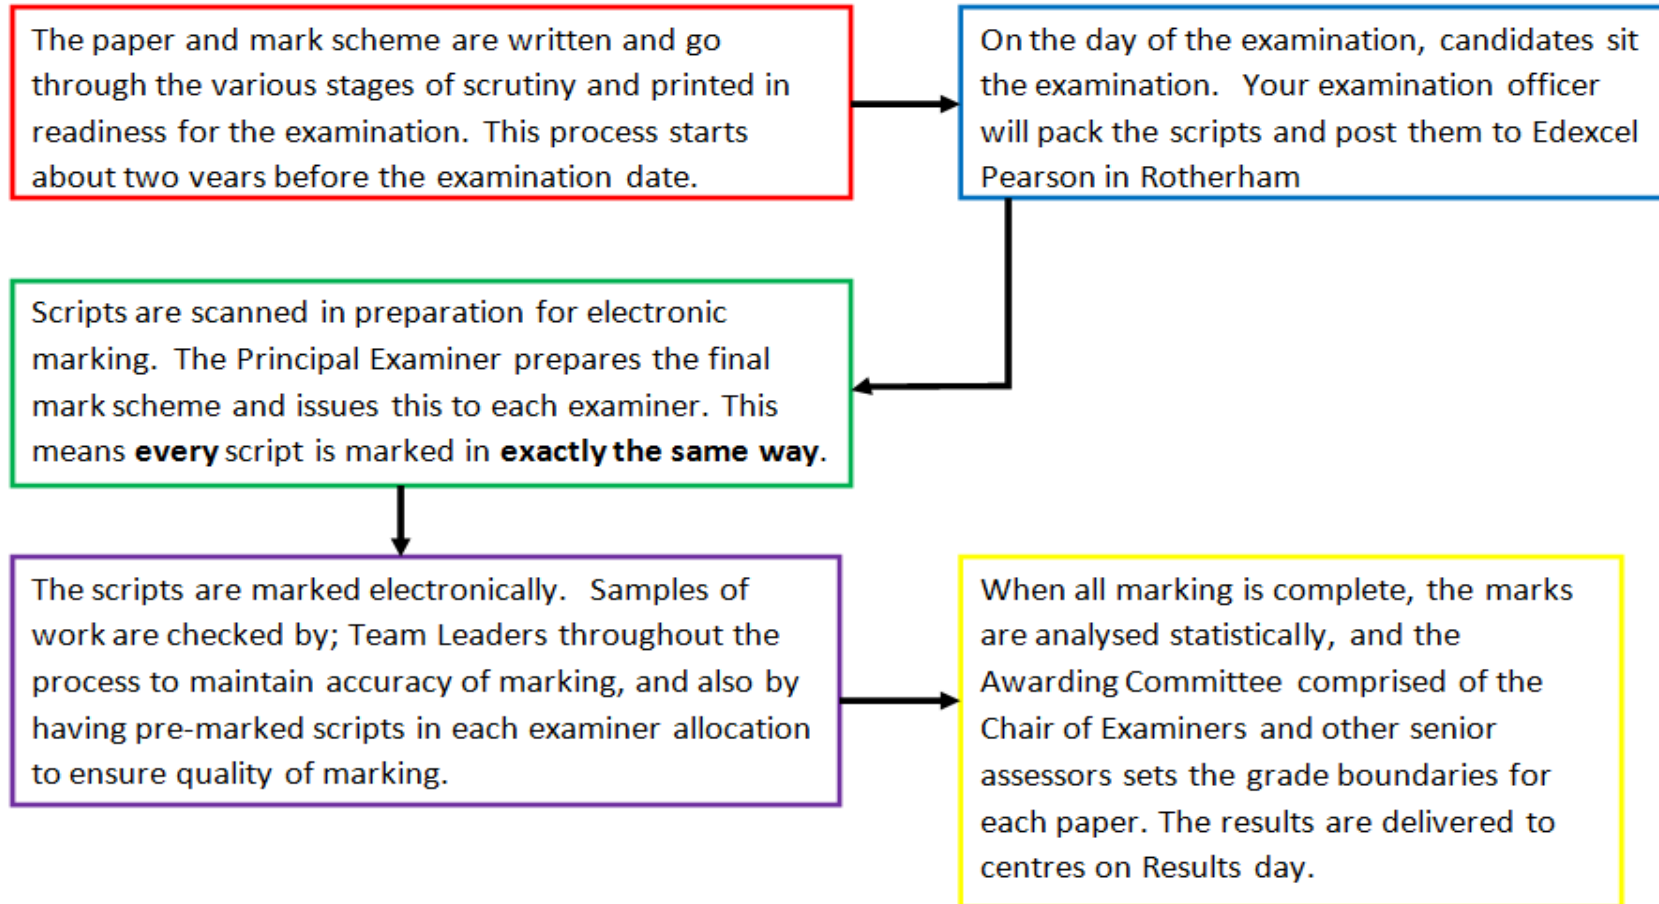 The paper and mark scheme are written and go
through the various stages of scrutiny and printed in
readiness for the examination. This process starts
about two years before the examination date.
On the day of the examination, candidates sit
the examination. Your examination officer
will pack the scripts and post them to Edexcel
Pearson in Rotherham
Scripts are scanned in preparation for electronic
marking. The Principal Examiner prepares the final
mark scheme and issues this to each examiner. This
means every script is marked in exactly the same way.
The scripts are marked electronically. Samples of
work are checked by; Team Leaders throughout the
process to maintain accuracy of marking, and also by
having pre-marked scripts in each examiner allocation
to ensure quality of marking.
When all marking is complete, the marks
are analysed statistically, and the
Awarding Committee comprised of the
Chair of Examiners and other senior
assessors sets the grade boundaries for
each paper. The results are delivered to
centres on Results day.